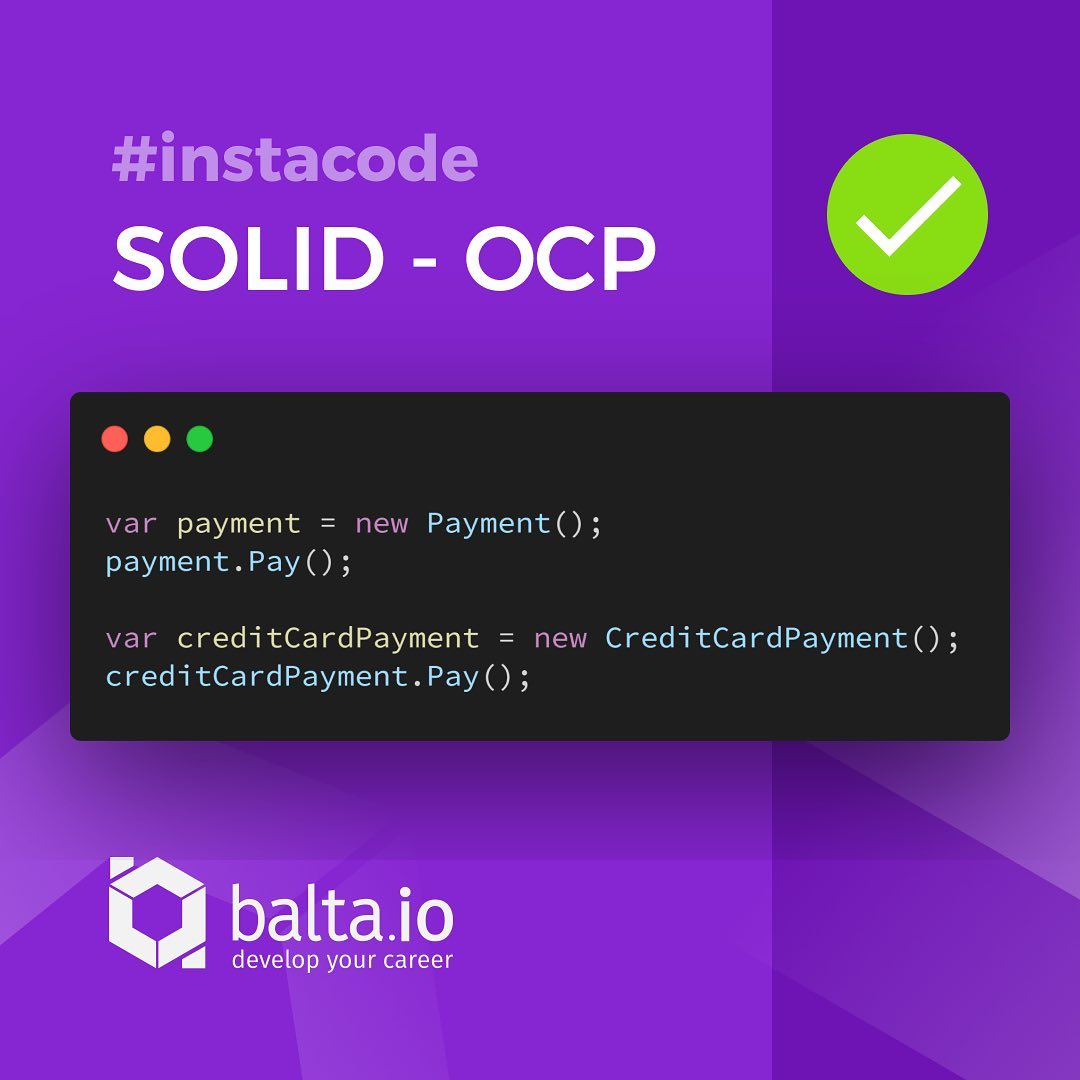 #instacode
SOLID - OCP
var payment = new Payment();
payment.Pay();
var creditCardPayment = new CreditCardPayment();
creditCardPayment.Pay();
balta.io
develop your career